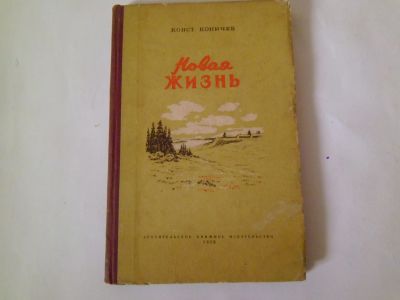 КОНСТ. КОНИЧЕВ
Новая
ЖИЗНЬ
АРХАНГЕЛЬСКОЕ КНИЖНОЕ ИЗДАТЕЛЬСТВО